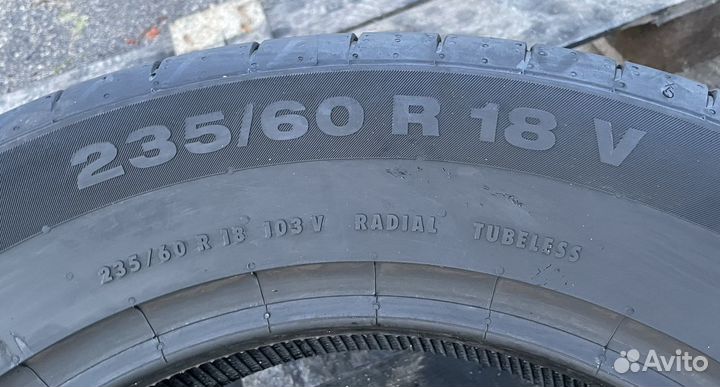 235/60 R 18 V
235/60 R 18 103 V RADIAL TUBELESS
Avito